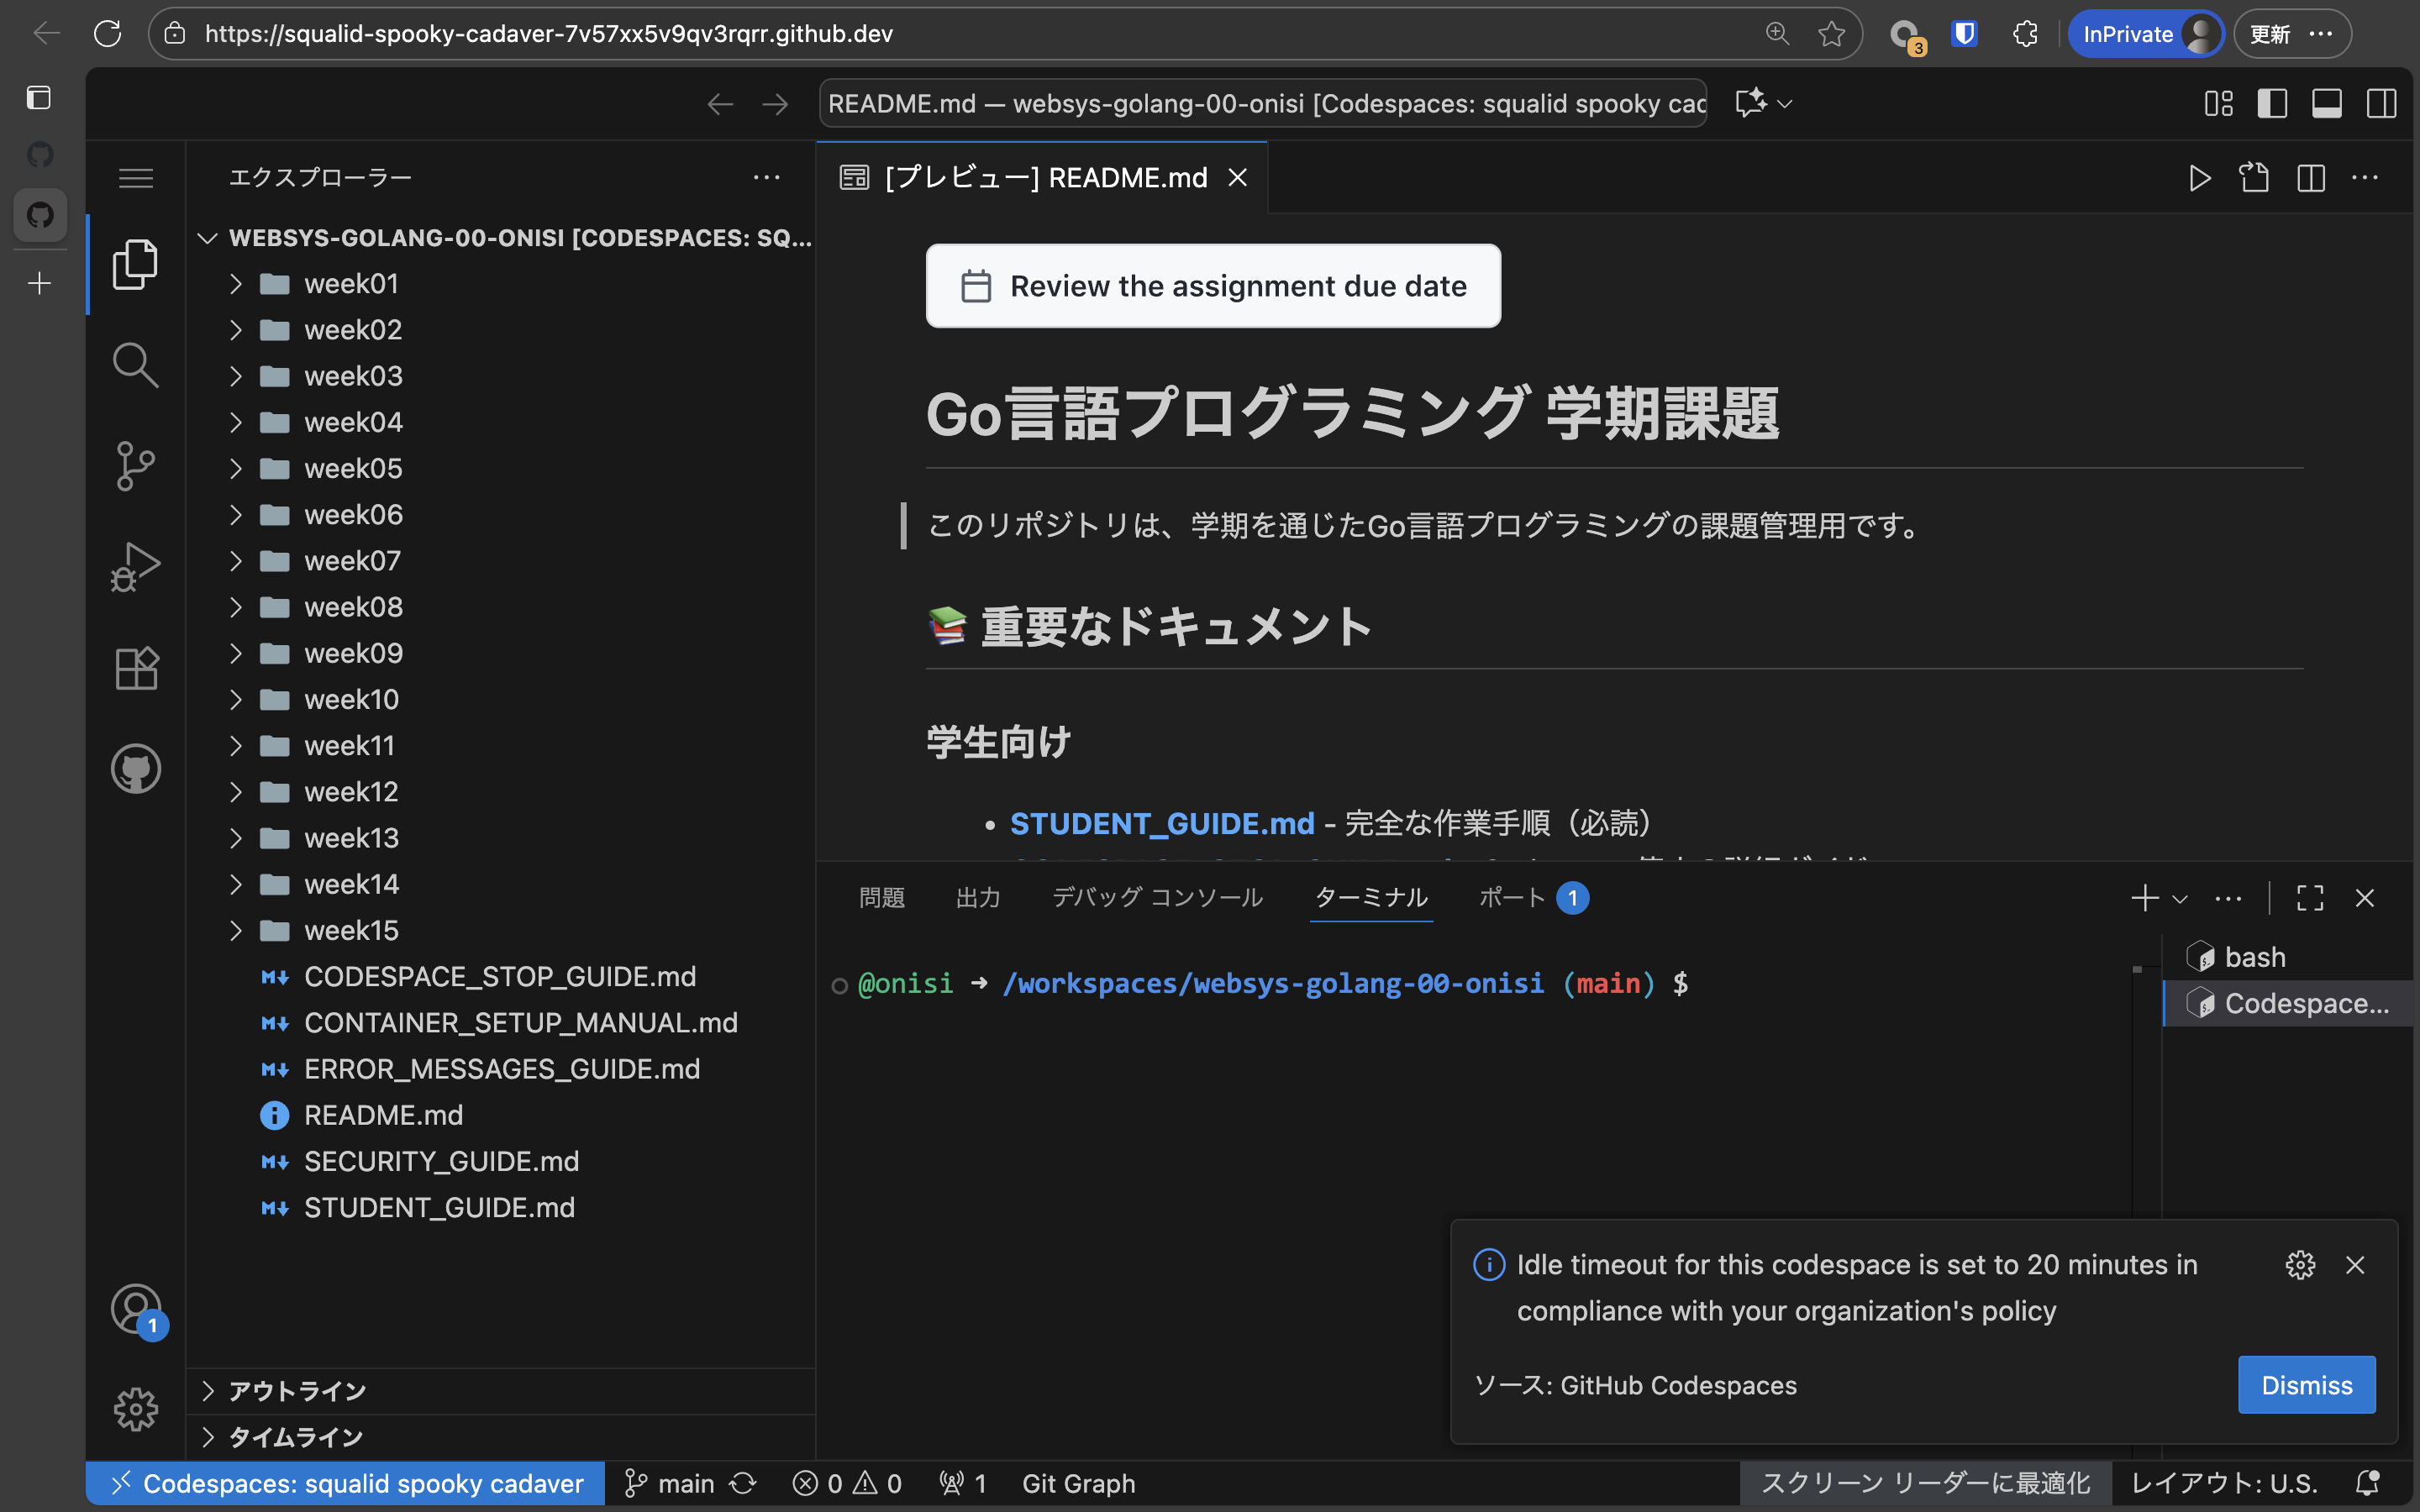 https://squalid-spooky-cadaver-7v57xx5v9qv3rqrr.github.dev
3
InPrivate
更新
README.md — websys-golang-00-onisi [Codespaces: squalid spooky cad
エクスプローラー
WEBSYS-GOLANG-00-ONISI [CODESPACES: SQ...
week01
week02
week03
week04
week05
week06
week07
week08
week09
week10
week11
week12
week13
week14
week15
CODESPACE_STOP_GUIDE.md
CONTAINER_SETUP_MANUAL.md
ERROR_MESSAGES_GUIDE.md
README.md
SECURITY_GUIDE.md
STUDENT_GUIDE.md
1
アウトライン
タイムライン
[プレビュー] README.md
Review the assignment due date
Go言語プログラミング 学期課題
このリポジトリは、学期を通じたGo言語プログラミングの課題管理用です。
📚 重要なドキュメント
学生向け
• STUDENT_GUIDE.md - 完全な作業手順（必読）
問題 出力 デバッグ コンソール ターミナル ポート 1
@onisi ➜ /workspaces/websys-golang-00-onisi (main) $
bash
Codespace...
Idle timeout for this codespace is set to 20 minutes in
compliance with your organization's policy
ソース: GitHub Codespaces
Dismiss
Codespaces: squalid spooky cadaver main 0 0 1 Git Graph スクリーン リーダーに最適化 レイアウト: U.S.